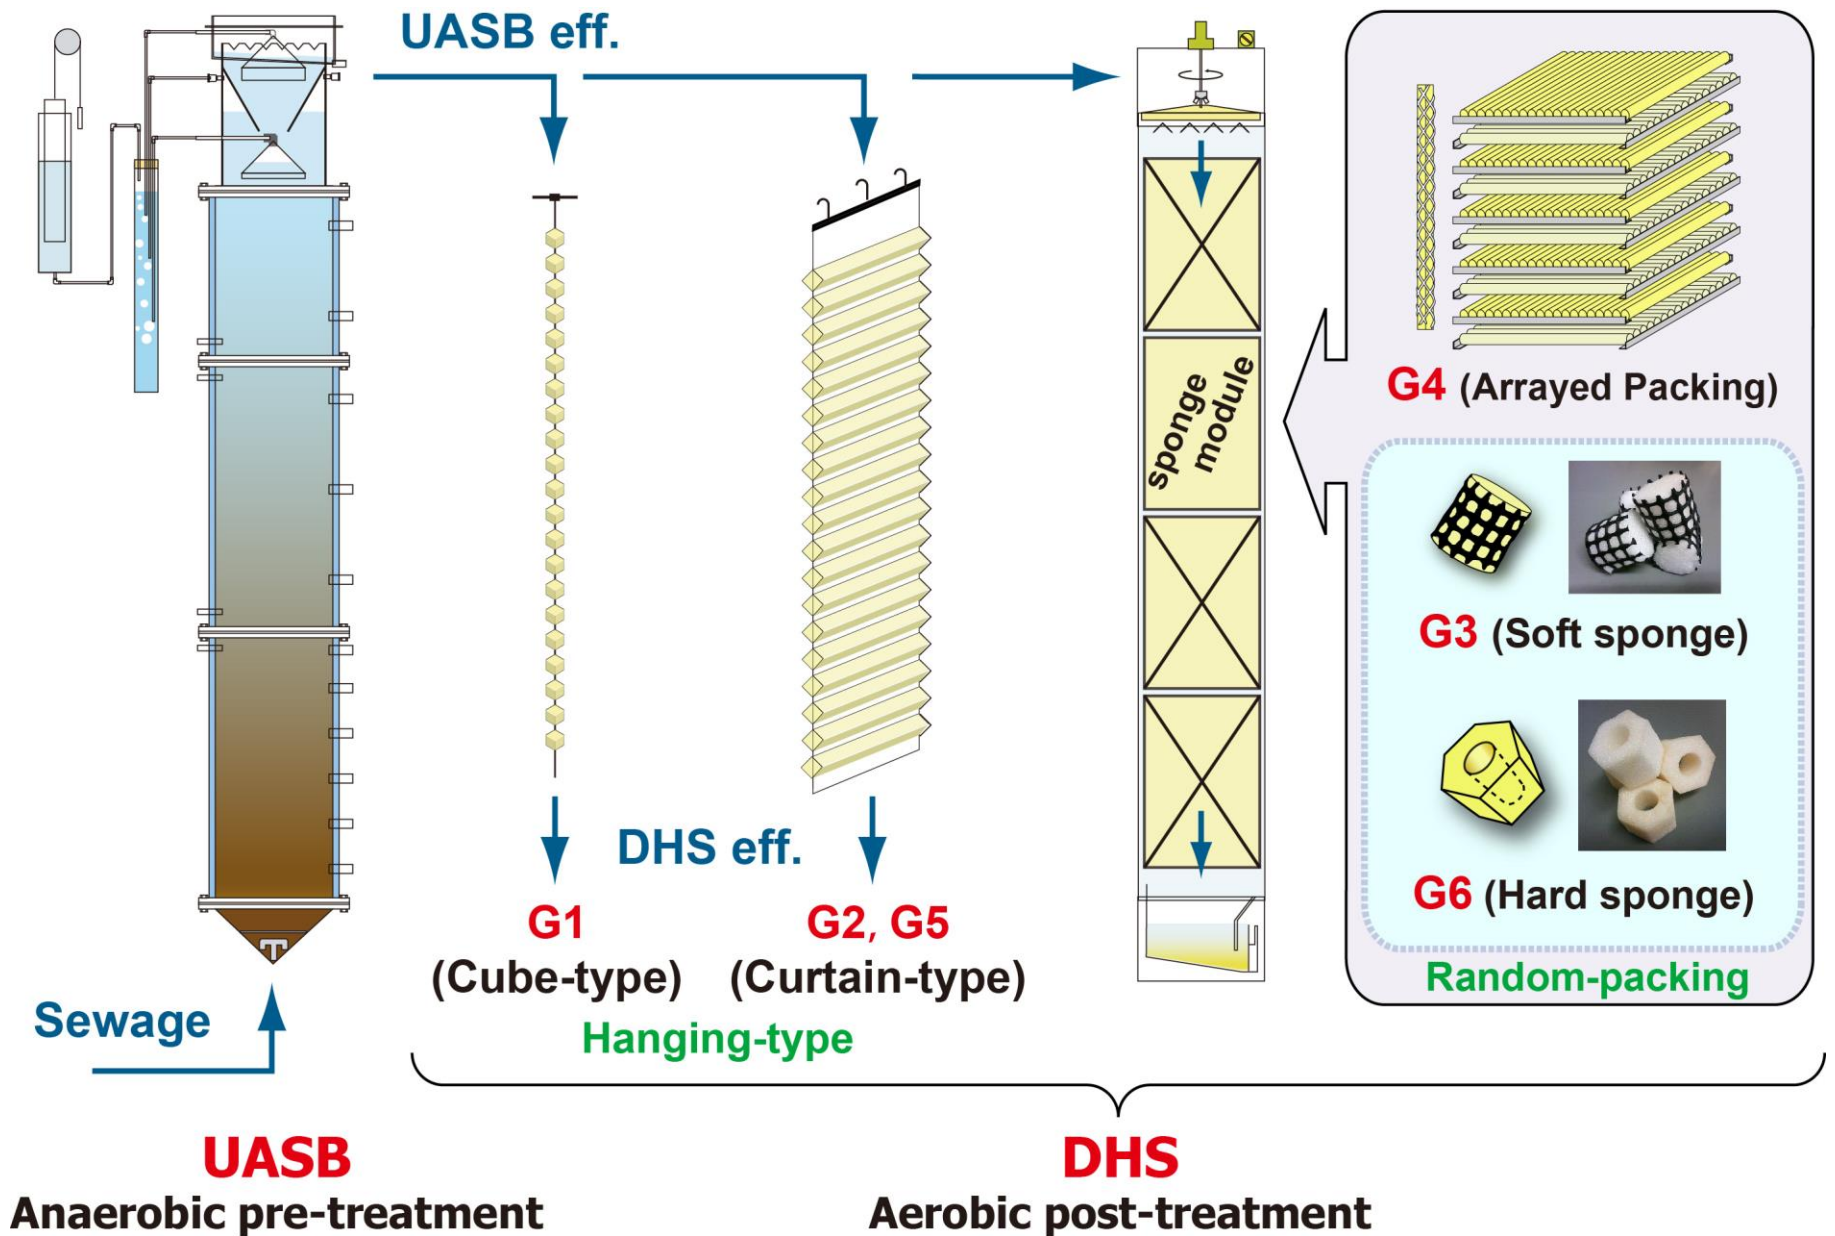 UASB eff.
sponge
module
G4 (Arrayed Packing)
G3 (Soft sponge)
G6 (Hard sponge)
Random-packing
DHS eff.
G1
(Cube-type)
G2, G5
(Curtain-type)
Hanging-type
Sewage
UASB
Anaerobic pre-treatment
DHS
Aerobic post-treatment